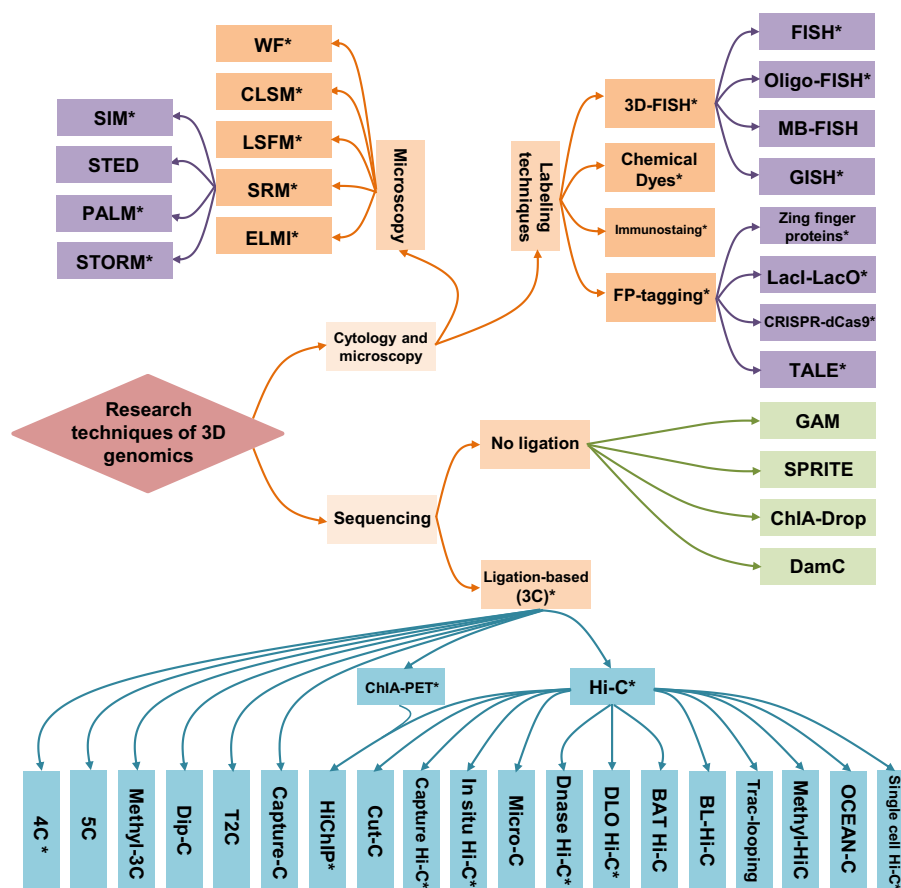 WF*
CLSM*
LSFM*
SRM*
ELMI*
SIM*
STED
PALM*
STORM*
Microscopy
Labeling
techniques
3D-FISH*
Chemical
Dyes*
Immunostaing*
FP-tagging*
FISH*
Oligo-FISH*
MB-FISH
GISH*
Zing finger
proteins*
LacI-LacO*
CRISPR-dCas9*
TALE*
Cytology and
microscopy
Research
techniques of 3D
genomics
Sequencing
No ligation
GAM
SPRITE
ChIA-Drop
DamC
Ligation-based
(3C)*
ChIA-PET*
Hi-C*
4C *
5C
Methyl-3C
Dip-C
T2C
Capture-C
HiChIP*
Cut-C
Capture Hi-C*
In situ Hi-C*
Micro-C
Dnase Hi-C*
DLO Hi-C*
BAT Hi-C
BL-Hi-C
Trac-looping
Methyl-HiC
OCEAN-C
Single cell Hi-C*